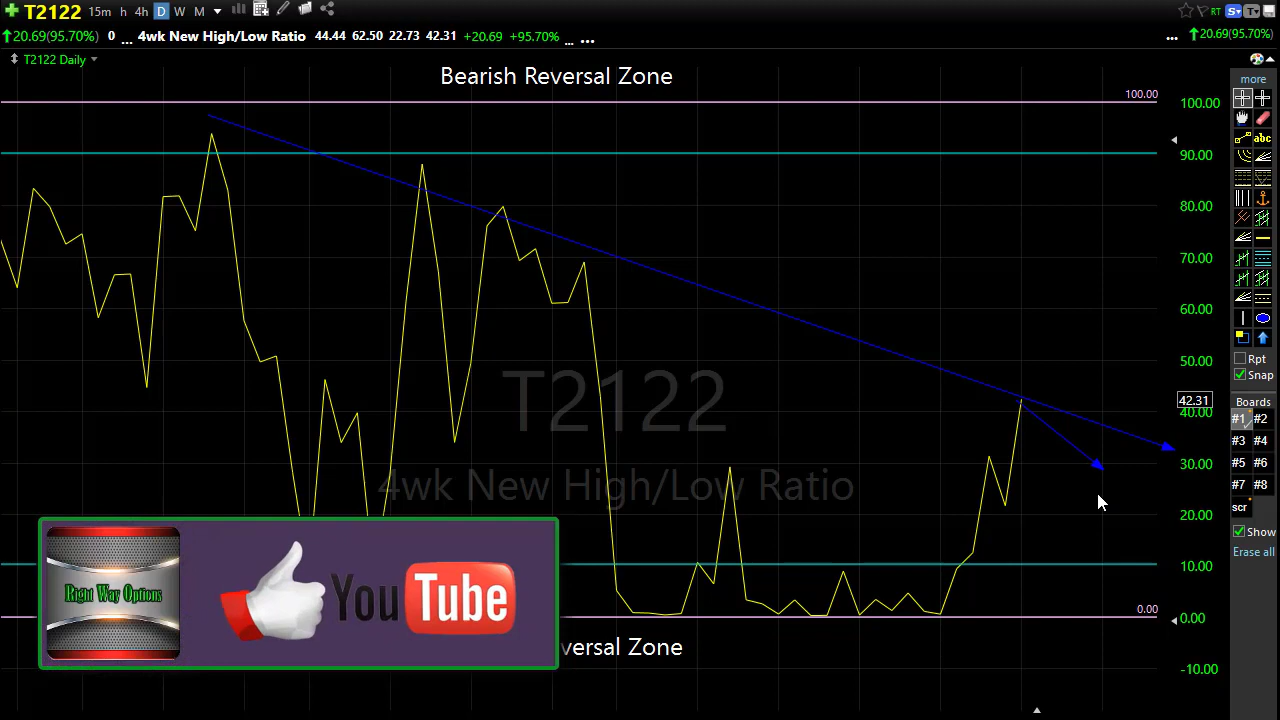 T2122 15m h 4h D W M RT S T
20.69(95.70%) 0 ... 4wk New High/Low Ratio 44.44 62.50 22.73 42.31 +20.69 +95.70% ... ... ... 20.69(95.70%)
T2122 Daily
Bearish Reversal Zone
more
100.00
100.00
abc
90.00
80.00
70.00
60.00
50.00
Rpt
Snap
T2122
42.31
40.00
Boards
#1 #2
#3 #4
30.00
#5 #6
4wk New High/Low Ratio
#7 #8
20.00
scr
Show
Erase all
10.00
Right Way Options
You Tube
0.00
0.00
versal Zone
-10.00